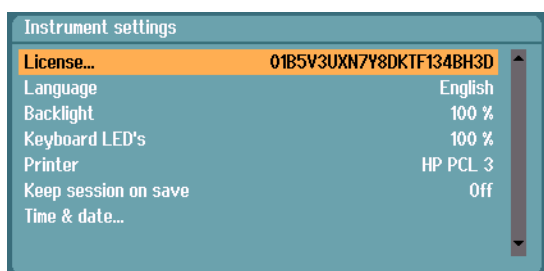 Instrument settings
License... 01B5V3UXN7Y8DKTF134BH3D
Language English
Backlight 100 %
Keyboard LED's 100 %
Printer HP PCL 3
Keep session on save Off
Time & date...